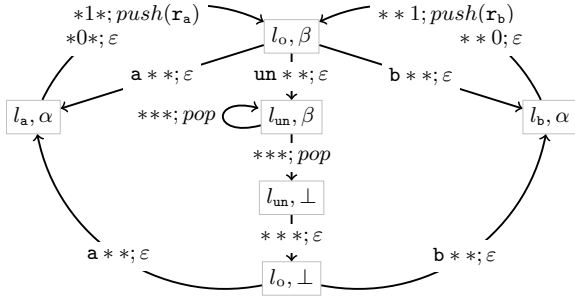 *1*; push(r_a) * * 1; push(r_b)
*0*; ε l_o, β * * 0; ε
a * *; ε un * *; ε b * *; ε
l_a, α ***; pop l_un, β l_b, α
***; pop
l_un, ⊥
* * *; ε
a * *; ε b * *; ε
l_o, ⊥